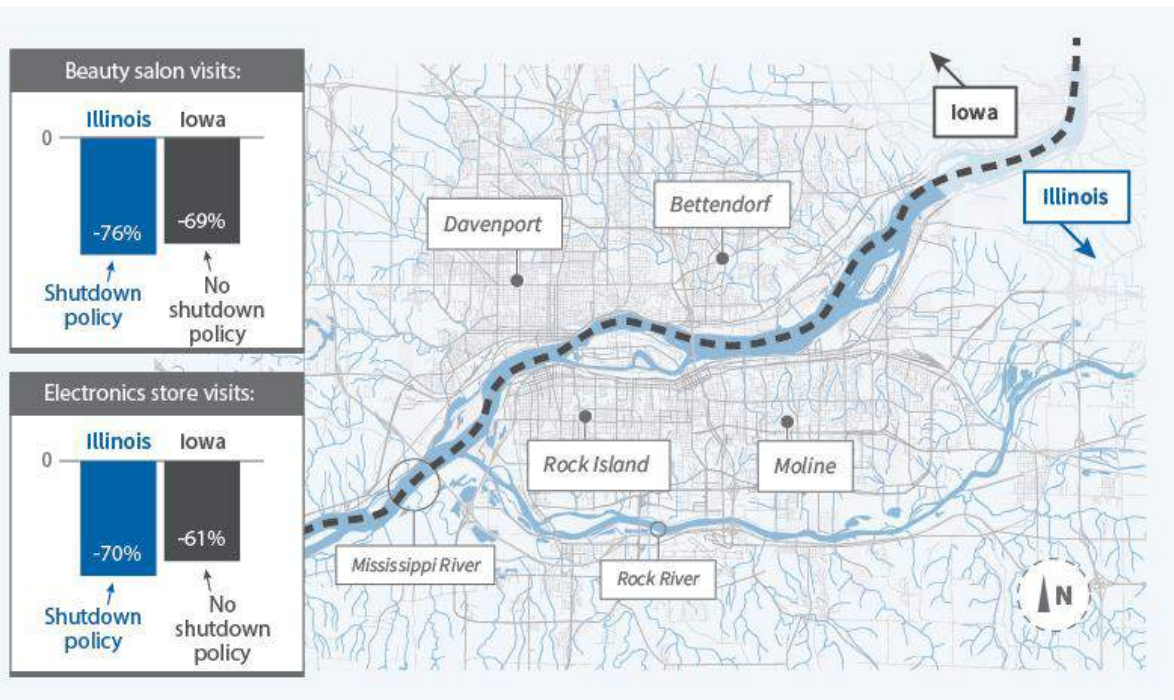 Beauty salon visits:
Illinois Iowa
0
-76% -69%
Shutdown
policy
No
shutdown
policy
Electronics store visits:
Illinois Iowa
0
-70% -61%
Shutdown
policy
No
shutdown
policy
Iowa
Illinois
Davenport
Bettendorf
Rock Island
Moline
Mississippi River
Rock River
N